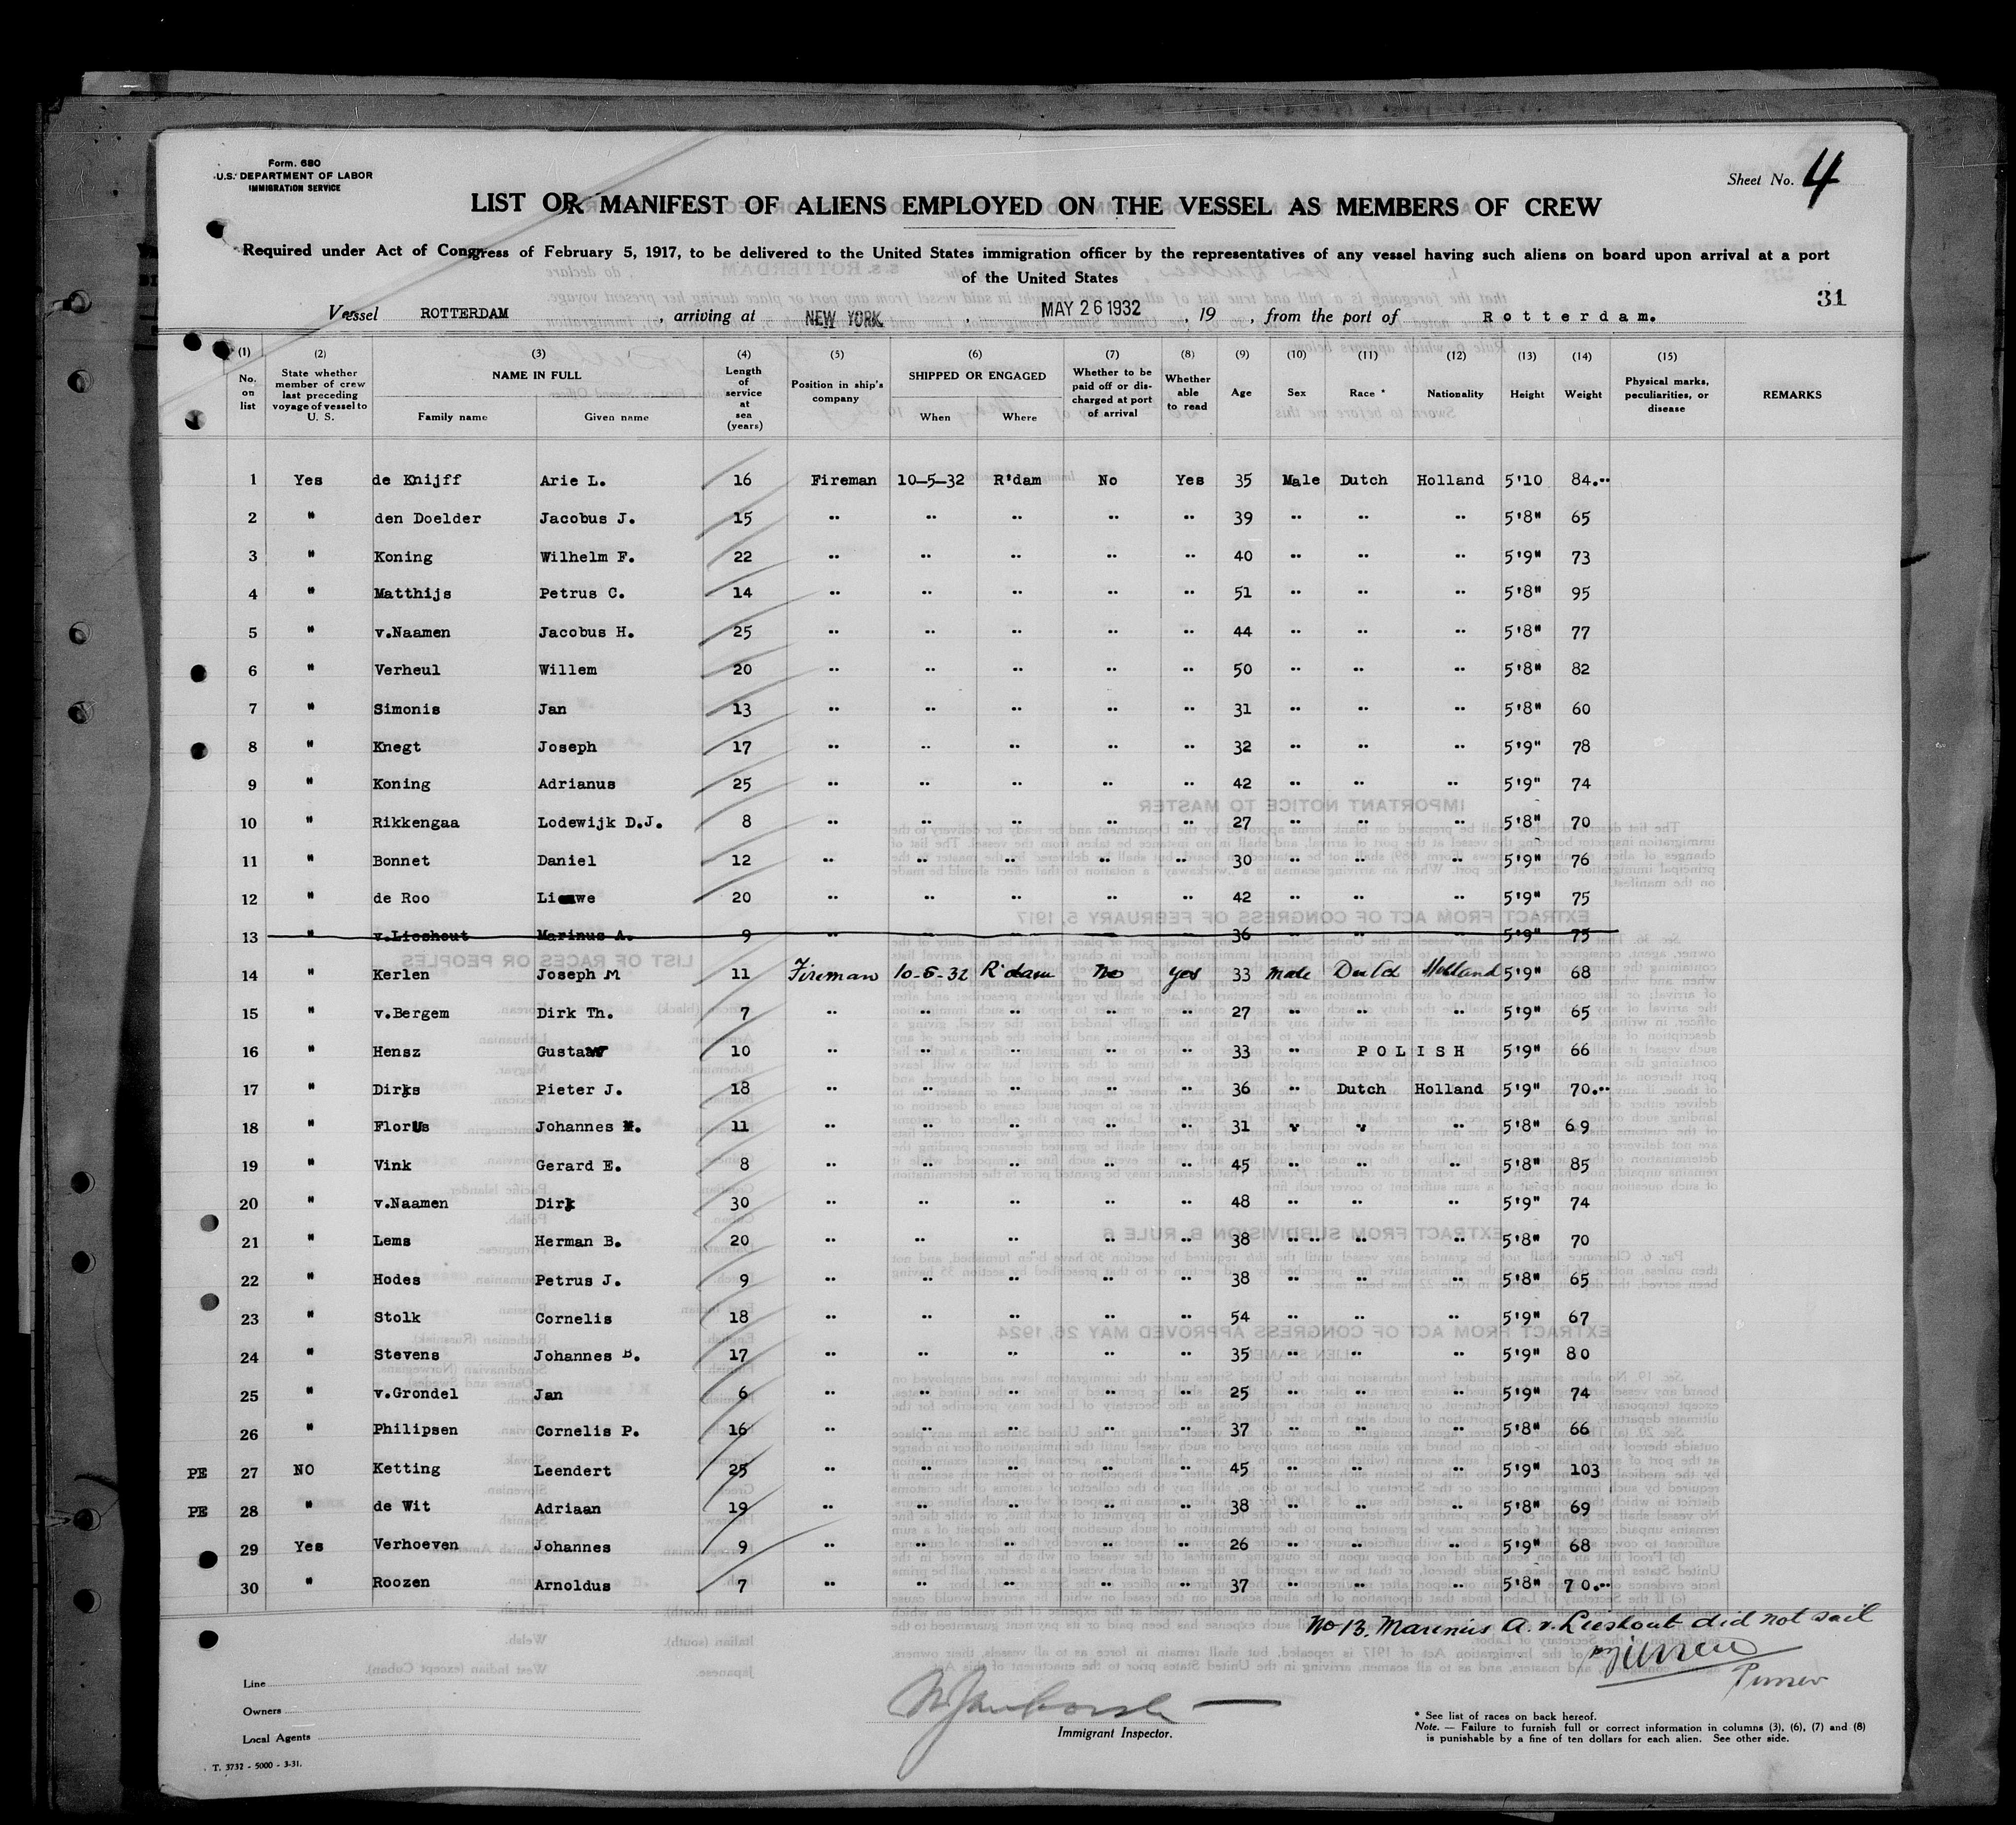 Form. 680
U.S. DEPARTMENT OF LABOR
IMMIGRATION SERVICE
Sheet No. 4
LIST OR MANIFEST OF ALIENS EMPLOYED ON THE VESSEL AS MEMBERS OF CREW
Required under Act of Congress of February 5, 1917, to be delivered to the United States immigration officer by the representatives of any vessel having such aliens on board upon arrival at a port
of the United States
31
Vessel ROTTERDAM , arriving at NEW YORK , MAY 26 1932 , 19 , from the port of Rotterdam.
(1) (2) (3) (4) (5) (6) (7) (8) (9) (10) (11) (12) (13) (14) (15)
No. on list State whether member of crew last preceding voyage of vessel to U. S. NAME IN FULL Family name Given name Length of service at sea (years) Position in ship's company SHIPPED OR ENGAGED When Where Whether to be paid off or discharged at port of arrival Whether able to read Age Sex Race * Nationality Height Weight Physical marks, peculiarities, or disease REMARKS
1 Yes de Knijff Arie L. 16 Fireman 10-5-32 R'dam No Yes 35 Male Dutch Holland 5'10 84.--
2 " den Doelder Jacobus J. 15 -- -- -- -- -- 39 -- -- -- 5'8" 65
3 " Koning Wilhelm F. 22 -- -- -- -- -- 40 -- -- -- 5'9" 73
4 " Matthijs Petrus C. 14 -- -- -- -- -- 51 -- -- -- 5'8" 95
5 " v.Naamen Jacobus H. 25 -- -- -- -- -- 44 -- -- -- 5'8" 77
6 " Verheul Willem 20 -- -- -- -- -- 50 -- -- -- 5'8" 82
7 " Simonis Jan 13 -- -- -- -- -- 31 -- -- -- 5'8" 60
8 " Knegt Joseph 17 -- -- -- -- -- 32 -- -- -- 5'9" 78
9 " Koning Adrianus 25 -- -- -- -- -- 42 -- -- -- 5'9" 74
10 " Rikkengaa Lodewijk D.J. 8 -- -- -- -- -- 27 -- -- -- 5'8" 70
11 " Bonnet Daniel 12 -- -- -- -- -- 30 -- -- -- 5'9" 76
12 " de Roo 20 -- -- -- -- -- 42 -- -- -- 5'9" 75
13 " v.Lieshout Marinus A. 9 -- -- -- -- -- 36 -- -- -- 5'9" 75
14 " Kerlen Joseph M 11 Fireman 10-5-32 R'dam No yes 33 male Dutch Holland 5'9" 68
15 " v.Bergem Dirk Th. 7 -- -- -- -- -- 27 -- -- -- 5'9" 65
16 " Hensz 10 -- -- -- -- -- 33 -- POLISH 5'9" 66
17 " Dirks Pieter J. 18 -- -- -- -- -- 36 -- Dutch Holland 5'9" 70.--
18 " Florus Johannes 11 -- -- -- -- -- 31 -- -- -- 5'8" 69
19 " Vink Gerard E. 8 -- -- -- -- -- 45 -- -- -- 5'8" 85
20 " v.Naamen Dirk 30 -- -- -- -- -- 48 -- -- -- 5'9" 74
21 " Lems Herman B. 20 -- -- -- -- -- 38 -- -- -- 5'8" 70
22 " Hodes Petrus J. 9 -- -- -- -- -- 38 -- -- -- 5'8" 65
23 " Stolk Cornelis 18 -- -- -- -- -- 54 -- -- -- 5'9" 67
24 " Stevens Johannes B. 17 -- -- -- -- -- 35 -- -- -- 5'9" 80
25 " v.Grondel Jan 6 -- -- -- -- -- 25 -- -- -- 5'9" 74
26 " Philipsen Cornelis P. 16 -- -- -- -- -- 37 -- -- -- 5'8" 66
PE 27 NO Ketting Leendert 25 -- -- -- -- -- 45 -- -- -- 5'9" 103
PE 28 " de Wit Adriaan 19 -- -- -- -- -- 38 -- -- -- 5'8" 69
29 Yes Verhoeven Johannes 9 -- -- -- -- -- 26 -- -- -- 5'9" 68
30 " Roozen Arnoldus 7 -- -- -- -- -- 37 -- -- -- 5'8" 70.--
No 13. Marinus A. v. Lieshout did not sail
Purser
Line
Owners
Local Agents
Immigrant Inspector.
* See list of races on back hereof.
Note. — Failure to furnish full or correct information in columns (3), (6), (7) and (8)
is punishable by a fine of ten dollars for each alien. See other side.
T. 3732 - 5000 - 3-31.